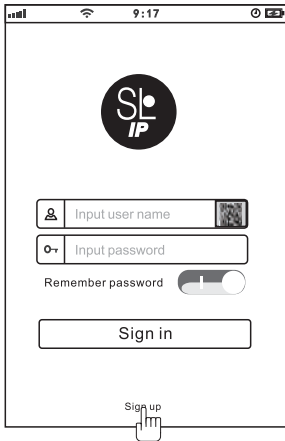 9:17
SL
IP
Input user name
Input password
Remember password
Sign in
Sign up